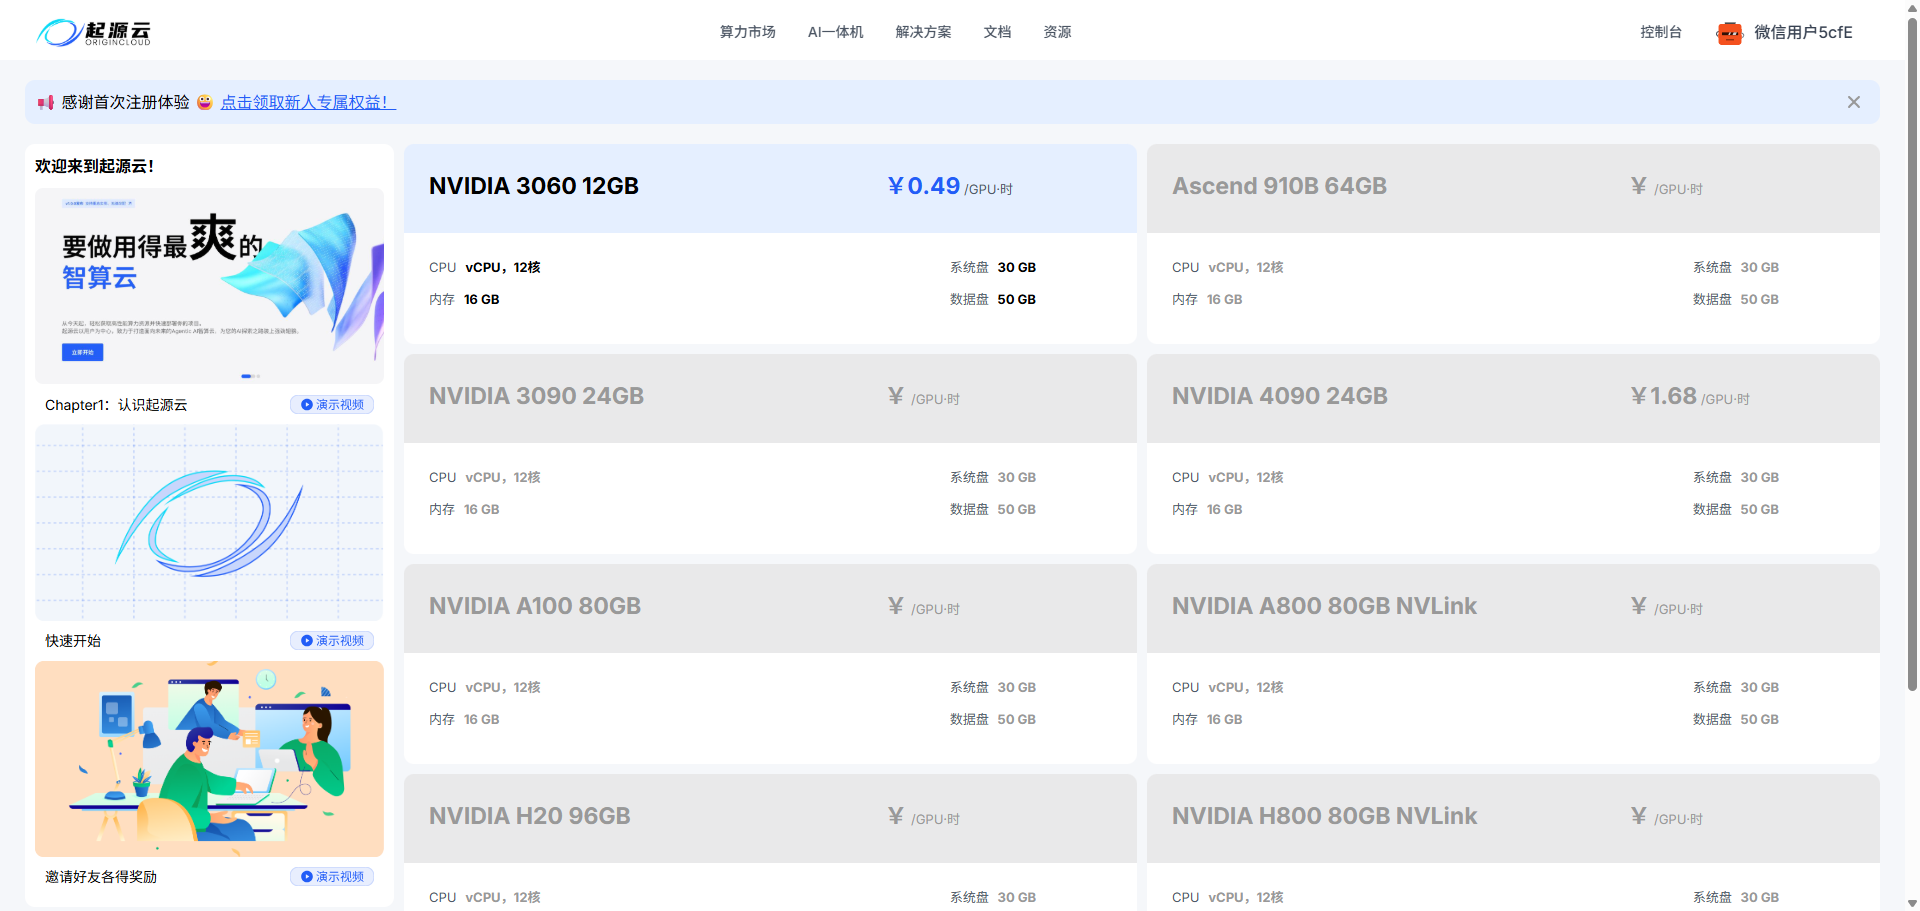 起源云
ORIGINCLOUD
算力市场
AI一体机
解决方案
文档
资源
控制台
微信用户5cfE
感谢首次注册体验
点击领取新人专属权益！
欢迎来到起源云！
要做用得最爽的
智算云
立即开始
Chapter1：认识起源云
演示视频
快速开始
演示视频
邀请好友各得奖励
演示视频
NVIDIA 3060 12GB
￥0.49 /GPU·时
CPU vCPU，12核
系统盘 30 GB
内存 16 GB
数据盘 50 GB
Ascend 910B 64GB
￥ /GPU·时
CPU vCPU，12核
系统盘 30 GB
内存 16 GB
数据盘 50 GB
NVIDIA 3090 24GB
￥ /GPU·时
CPU vCPU，12核
系统盘 30 GB
内存 16 GB
数据盘 50 GB
NVIDIA 4090 24GB
￥1.68 /GPU·时
CPU vCPU，12核
系统盘 30 GB
内存 16 GB
数据盘 50 GB
NVIDIA A100 80GB
￥ /GPU·时
CPU vCPU，12核
系统盘 30 GB
内存 16 GB
数据盘 50 GB
NVIDIA A800 80GB NVLink
￥ /GPU·时
CPU vCPU，12核
系统盘 30 GB
内存 16 GB
数据盘 50 GB
NVIDIA H20 96GB
￥ /GPU·时
CPU vCPU，12核
系统盘 30 GB
NVIDIA H800 80GB NVLink
￥ /GPU·时
CPU vCPU，12核
系统盘 30 GB